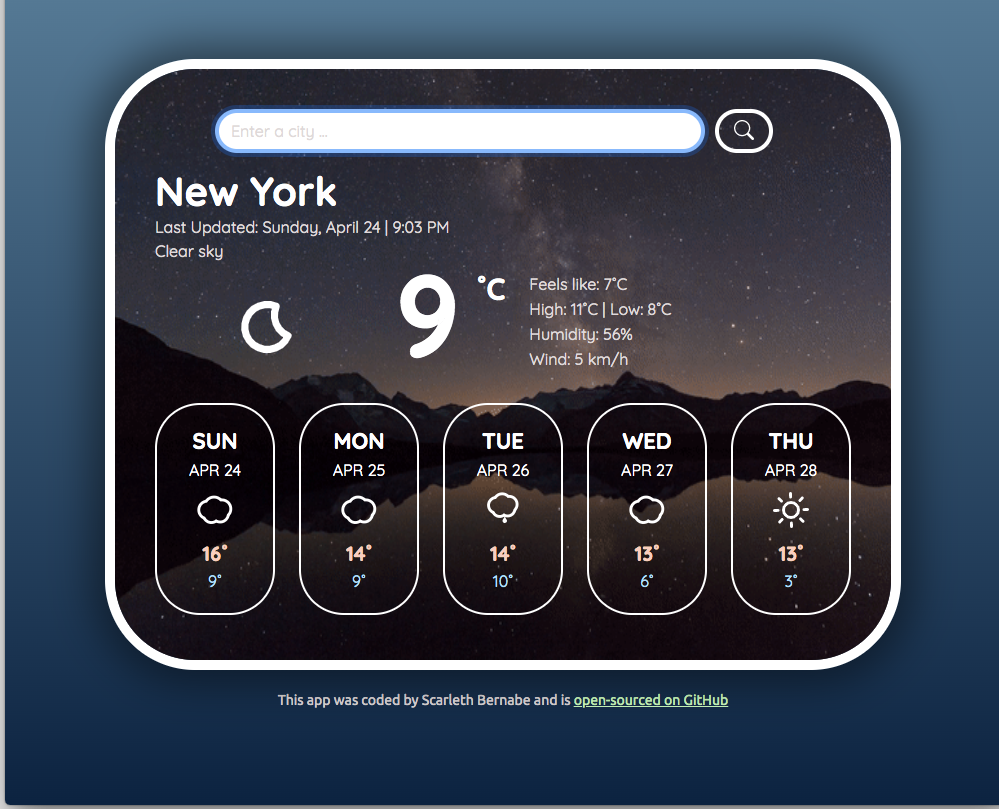 Enter a city ...
New York
Last Updated: Sunday, April 24 | 9:03 PM
Clear sky
9 °C
Feels like: 7°C
High: 11°C | Low: 8°C
Humidity: 56%
Wind: 5 km/h
SUN MON TUE WED THU
APR 24 APR 25 APR 26 APR 27 APR 28
16° 14° 14° 13° 13°
9° 9° 10° 6° 3°
This app was coded by Scarleth Bernabe and is open-sourced on GitHub